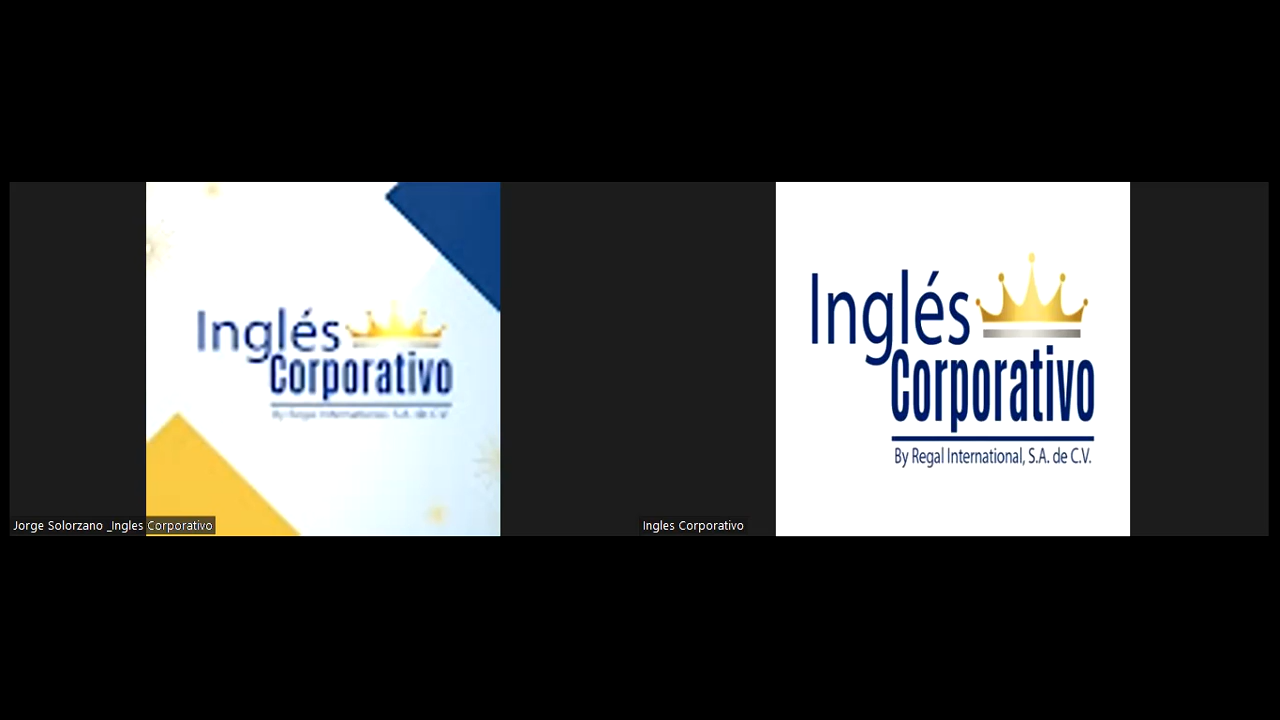 Inglés
Corporativo
Jorge Solorzano _Ingles Corporativo
Inglés
Corporativo
By Regal International, S.A. de C.V.
Ingles Corporativo